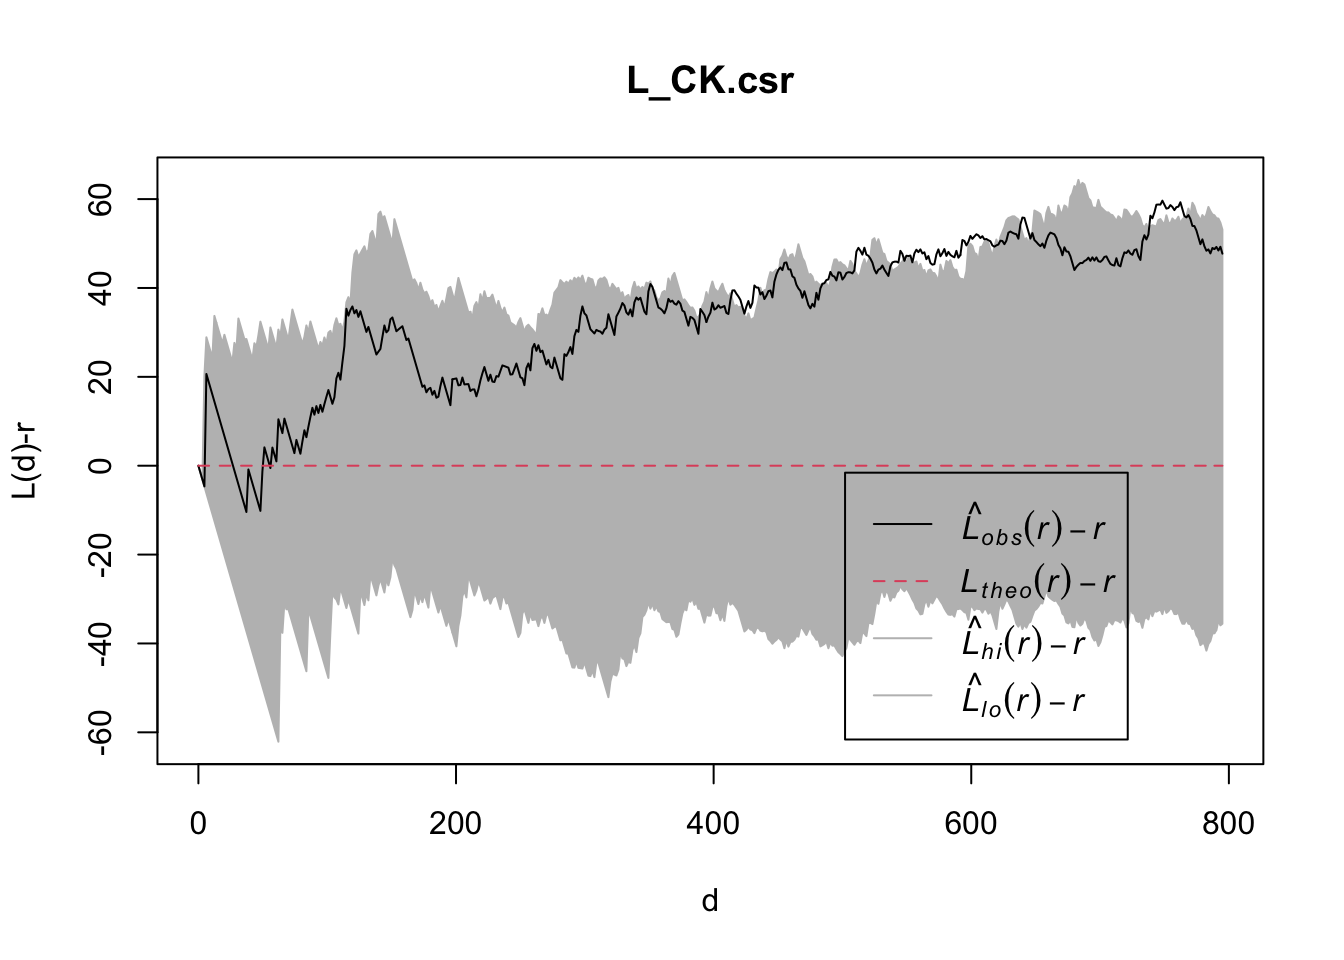 L_CK.csr
L(d)-r
60
40
20
0
-20
-40
-60
L̂obs(r) − r
Ltheo(r) − r
L̂hi(r) − r
L̂lo(r) − r
0 200 400 600 800
d